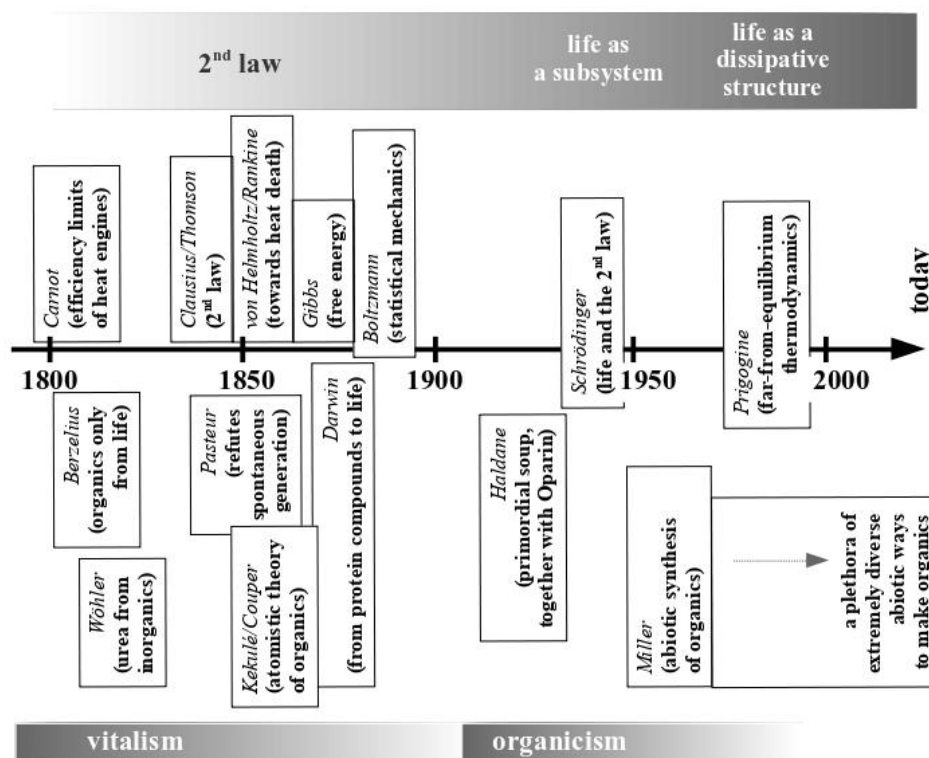 2nd law
life as
a subsystem
life as a
dissipative
structure
Carnot
(efficiency limits
of heat engines)
Clausius/Thomson
(2nd law)
von Helmholtz/Rankine
(towards heat death)
Gibbs
(free energy)
Boltzmann
(statistical mechanics)
Schrödinger
(life and the 2nd law)
Prigogine
(far-from-equilibrium
thermodynamics)
today
1800
1850
1900
1950
2000
Berzelius
(organics only
from life)
Wöhler
(urea from
inorganics)
Pasteur
(refutes
spontaneous
generation)
Kekulé/Couper
(atomistic theory
of organics)
Darwin
(from protein compounds to life)
Haldane
(primordial soup,
together with Oparin)
Miller
(abiotic synthesis
of organics)
a plethora of
extremely diverse
abiotic ways
to make organics
vitalism
organicism